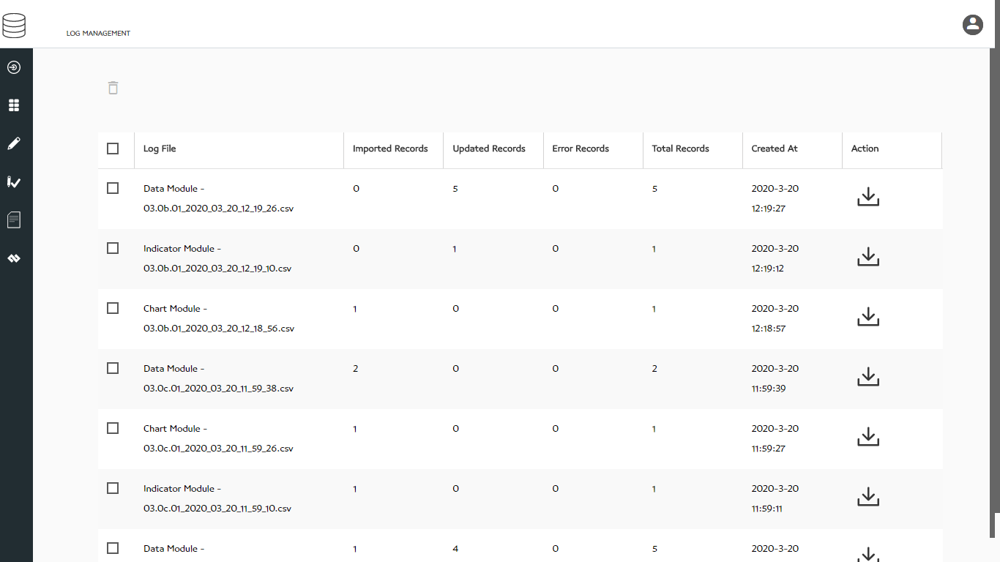 LOG MANAGEMENT
Log File Imported Records Updated Records Error Records Total Records Created At Action
Data Module - 0 5 0 5 2020-3-20
03.0b.01_2020_03_20_12_19_26.csv 12:19:27
Indicator Module - 0 1 0 1 2020-3-20
03.0b.01_2020_03_20_12_19_10.csv 12:19:12
Chart Module - 1 0 0 1 2020-3-20
03.0b.01_2020_03_20_12_18_56.csv 12:18:57
Data Module - 2 0 0 2 2020-3-20
03.0c.01_2020_03_20_11_59_38.csv 11:59:39
Chart Module - 1 0 0 1 2020-3-20
03.0c.01_2020_03_20_11_59_26.csv 11:59:27
Indicator Module - 1 0 0 1 2020-3-20
03.0c.01_2020_03_20_11_59_10.csv 11:59:11
Data Module - 1 4 0 5 2020-3-20